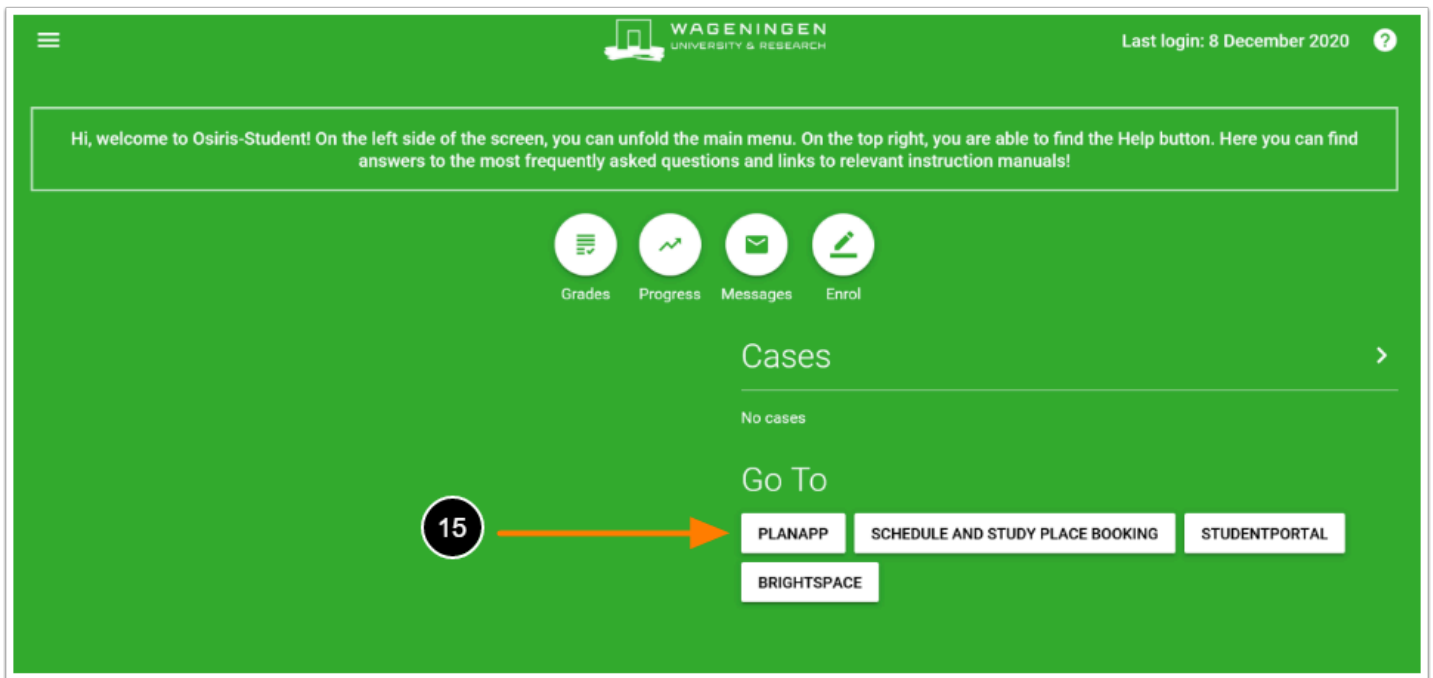 WAGENINGEN
UNIVERSITY & RESEARCH
Last login: 8 December 2020 ?
Hi, welcome to Osiris-Student! On the left side of the screen, you can unfold the main menu. On the top right, you are able to find the Help button. Here you can find
answers to the most frequently asked questions and links to relevant instruction manuals!
Grades Progress Messages Enrol
Cases
No cases
Go To
15
PLANAPP SCHEDULE AND STUDY PLACE BOOKING STUDENTPORTAL
BRIGHTSPACE